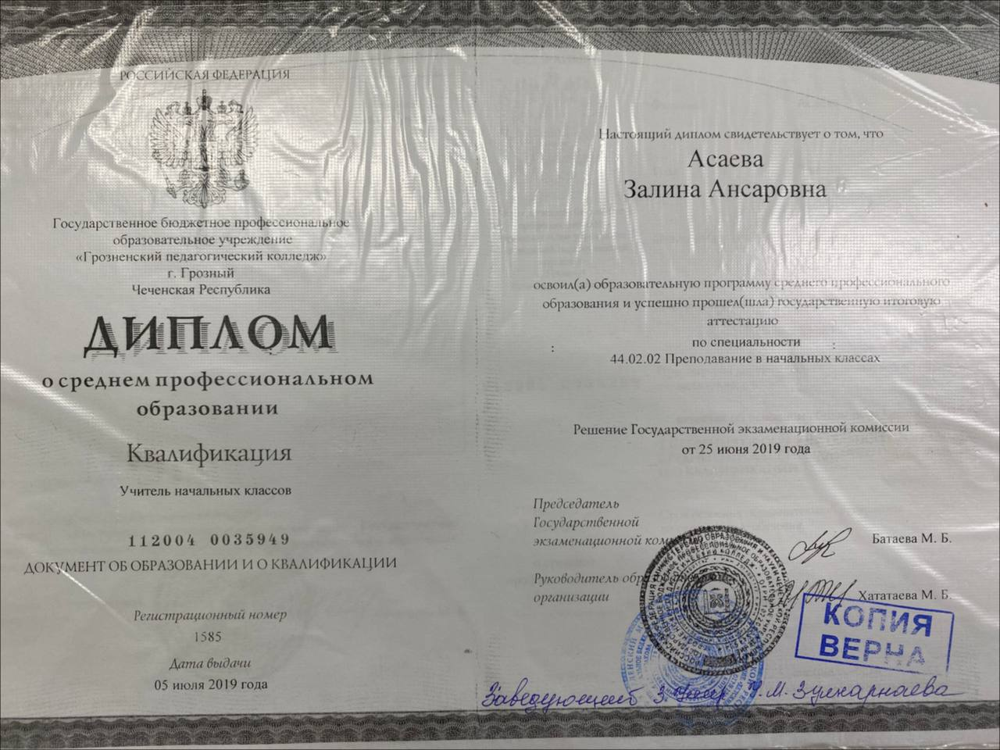 РОССИЙСКАЯ ФЕДЕРАЦИЯ
Государственное бюджетное профессиональное
образовательное учреждение
«Грозненский педагогический колледж»
г. Грозный
Чеченская Республика
ДИПЛОМ
о среднем профессиональном
образовании
Квалификация
Учитель начальных классов
112004 0035949
ДОКУМЕНТ ОБ ОБРАЗОВАНИИ И О КВАЛИФИКАЦИИ
Регистрационный номер
1585
Дата выдачи
05 июля 2019 года
Настоящий диплом свидетельствует о том, что
Асаева
Залина Ансаровна
освоил(а) образовательную программу среднего профессионального
образования и успешно прошел(шла) государственную итоговую
аттестацию
по специальности
44.02.02 Преподавание в начальных классах
Решение Государственной экзаменационной комиссии
от 25 июня 2019 года
Председатель
Государственной
экзаменационной ком
Батаева М. Б.
Руководитель обр
организации
Хататаева М. Б.
КОПИЯ
ВЕРНА
Заведующий З. У.М. Зулкарнаева